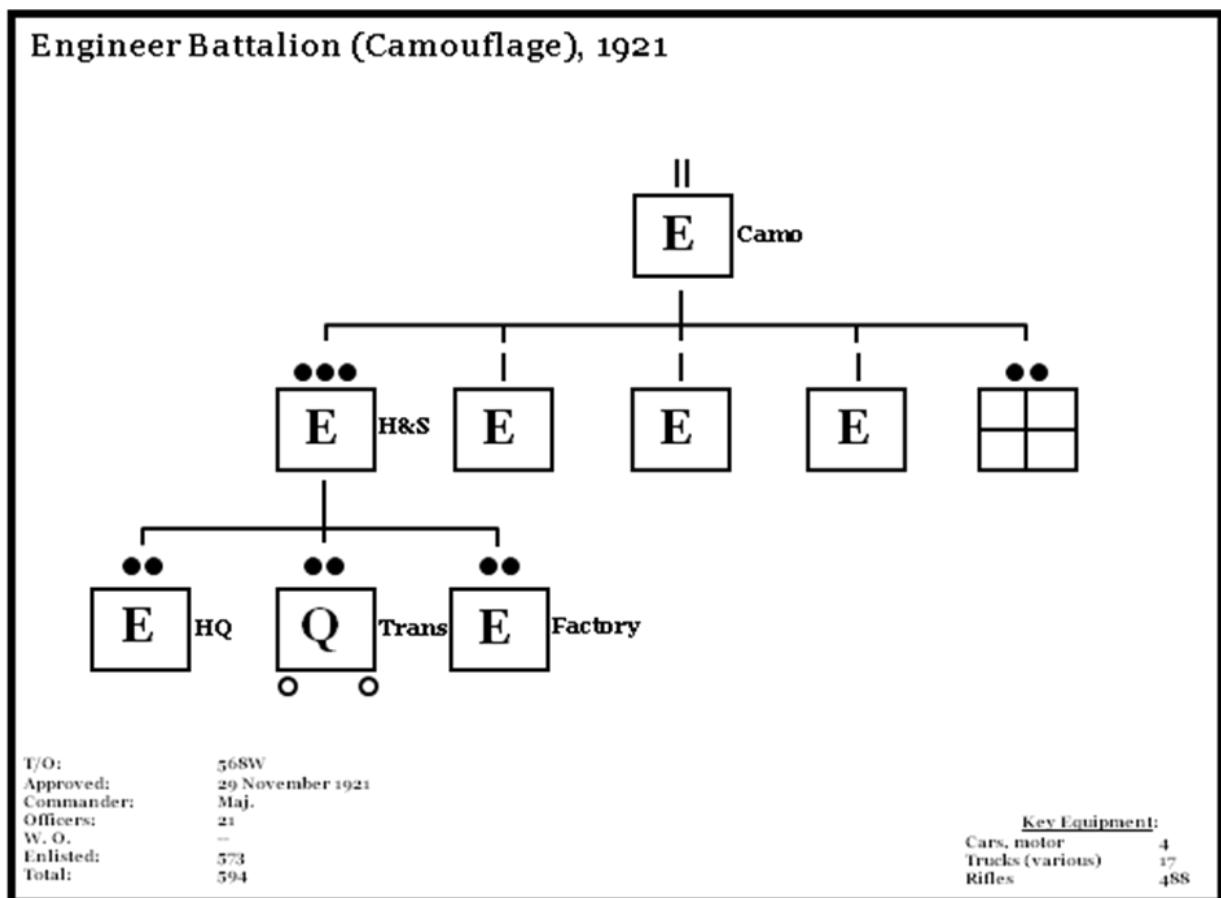 Engineer Battalion (Camouflage), 1921
E Camo
E H&S E E E
E HQ Q Trans E Factory
T/O: 568W
Approved: 29 November 1921
Commander: Maj.
Officers: 21
W. O. --
Enlisted: 573
Total: 594
Key Equipment:
Cars, motor 4
Trucks (various) 17
Rifles 488